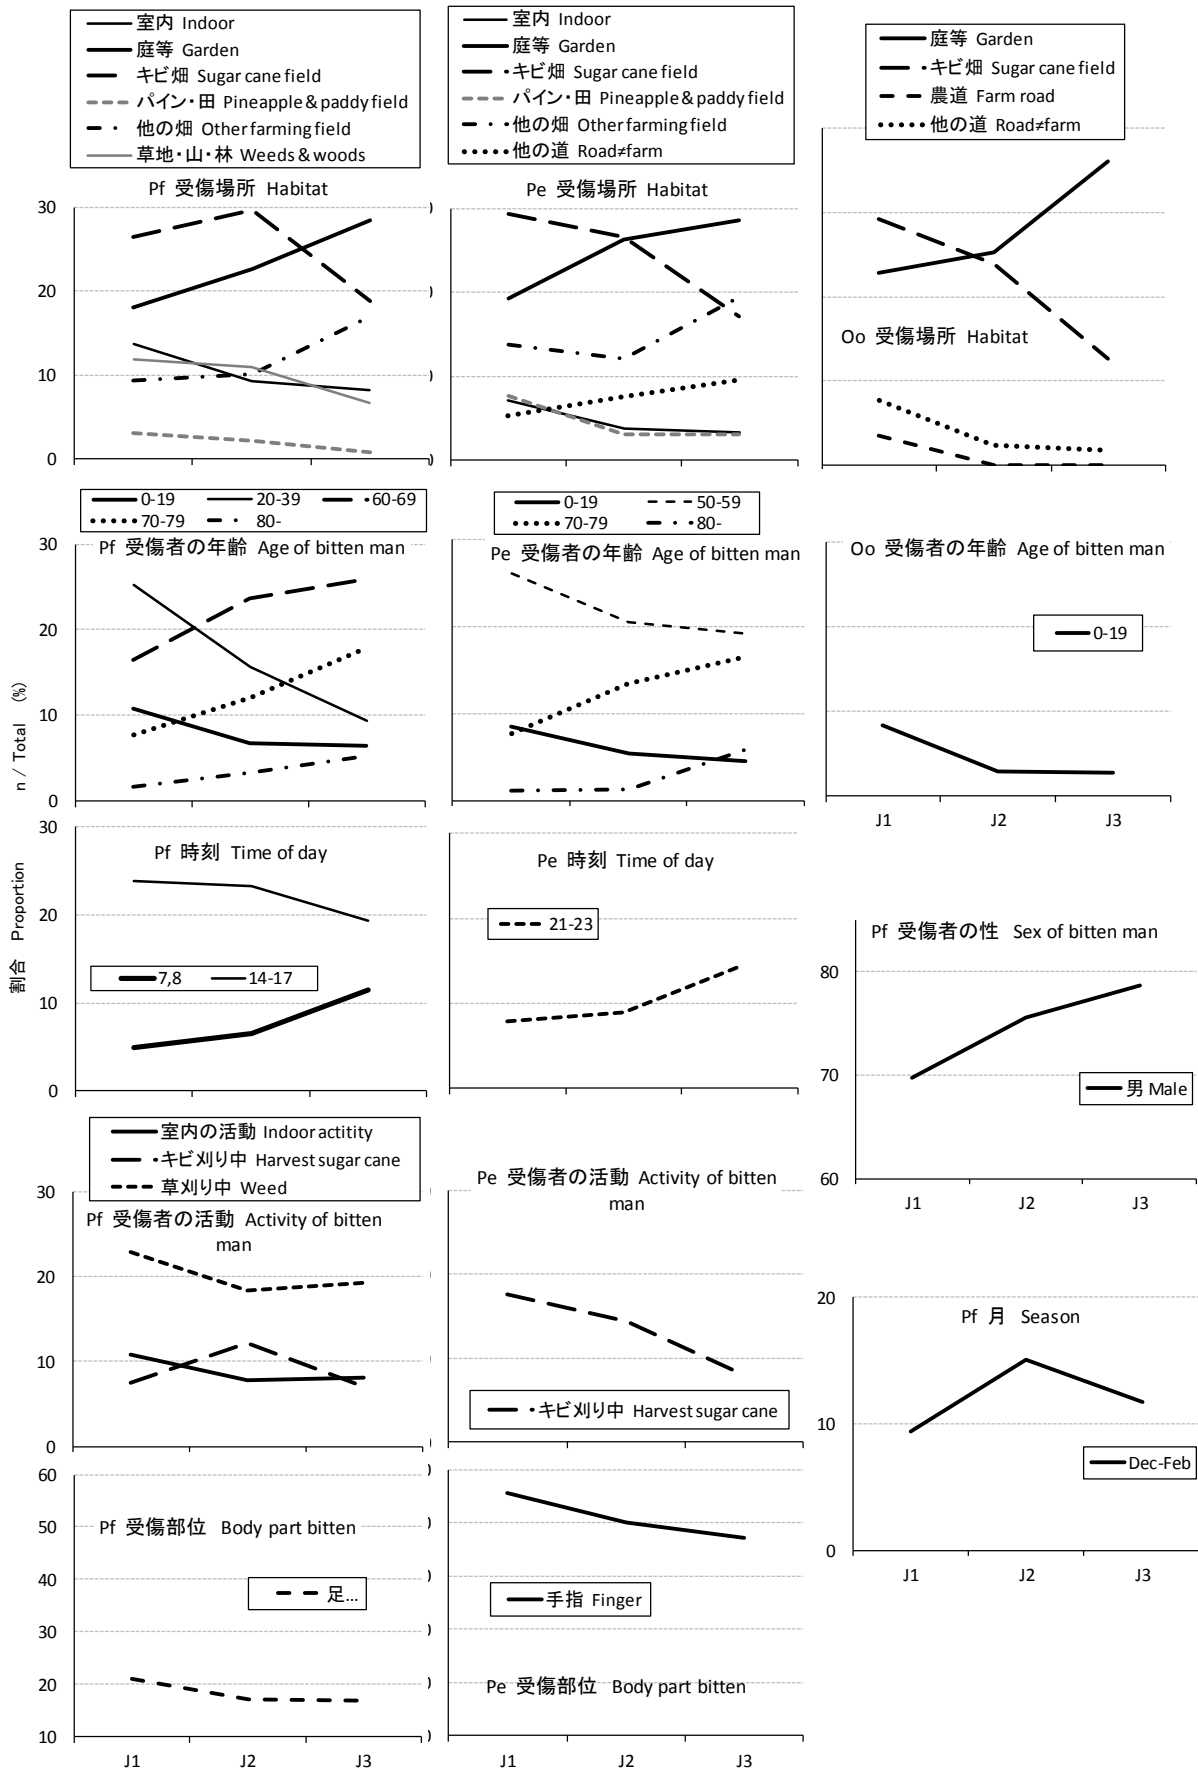 室内 Indoor
庭等 Garden
キビ畑 Sugar cane field
パイン・田 Pineapple & paddy field
他の畑 Other farming field
草地・山・林 Weeds & woods
Pf 受傷場所 Habitat
30
20
10
0
室内 Indoor
庭等 Garden
キビ畑 Sugar cane field
パイン・田 Pineapple & paddy field
他の畑 Other farming field
他の道 Road≠farm
Pe 受傷場所 Habitat
庭等 Garden
キビ畑 Sugar cane field
農道 Farm road
他の道 Road≠farm
Oo 受傷場所 Habitat
0-19 20-39 60-69
70-79 80-
Pf 受傷者の年齢 Age of bitten man
30
20
10
0
0-19 50-59
70-79 80-
Pe 受傷者の年齢 Age of bitten man
Oo 受傷者の年齢 Age of bitten man
0-19
J1 J2 J3
割合 Proportion n / Total (%)
30
Pf 時刻 Time of day
20
7,8 14-17
10
0
Pe 時刻 Time of day
21-23
Pf 受傷者の性 Sex of bitten man
80
70
男 Male
60
J1 J2 J3
室内の活動 Indoor actitity
キビ刈り中 Harvest sugar cane
草刈り中 Weed
30
Pf 受傷者の活動 Activity of bitten
man
20
10
0
Pe 受傷者の活動 Activity of bitten
man
キビ刈り中 Harvest sugar cane
20
Pf 月 Season
10
Dec-Feb
0
J1 J2 J3
60
50
Pf 受傷部位 Body part bitten
40
足...
30
20
10
J1 J2 J3
手指 Finger
Pe 受傷部位 Body part bitten
J1 J2 J3